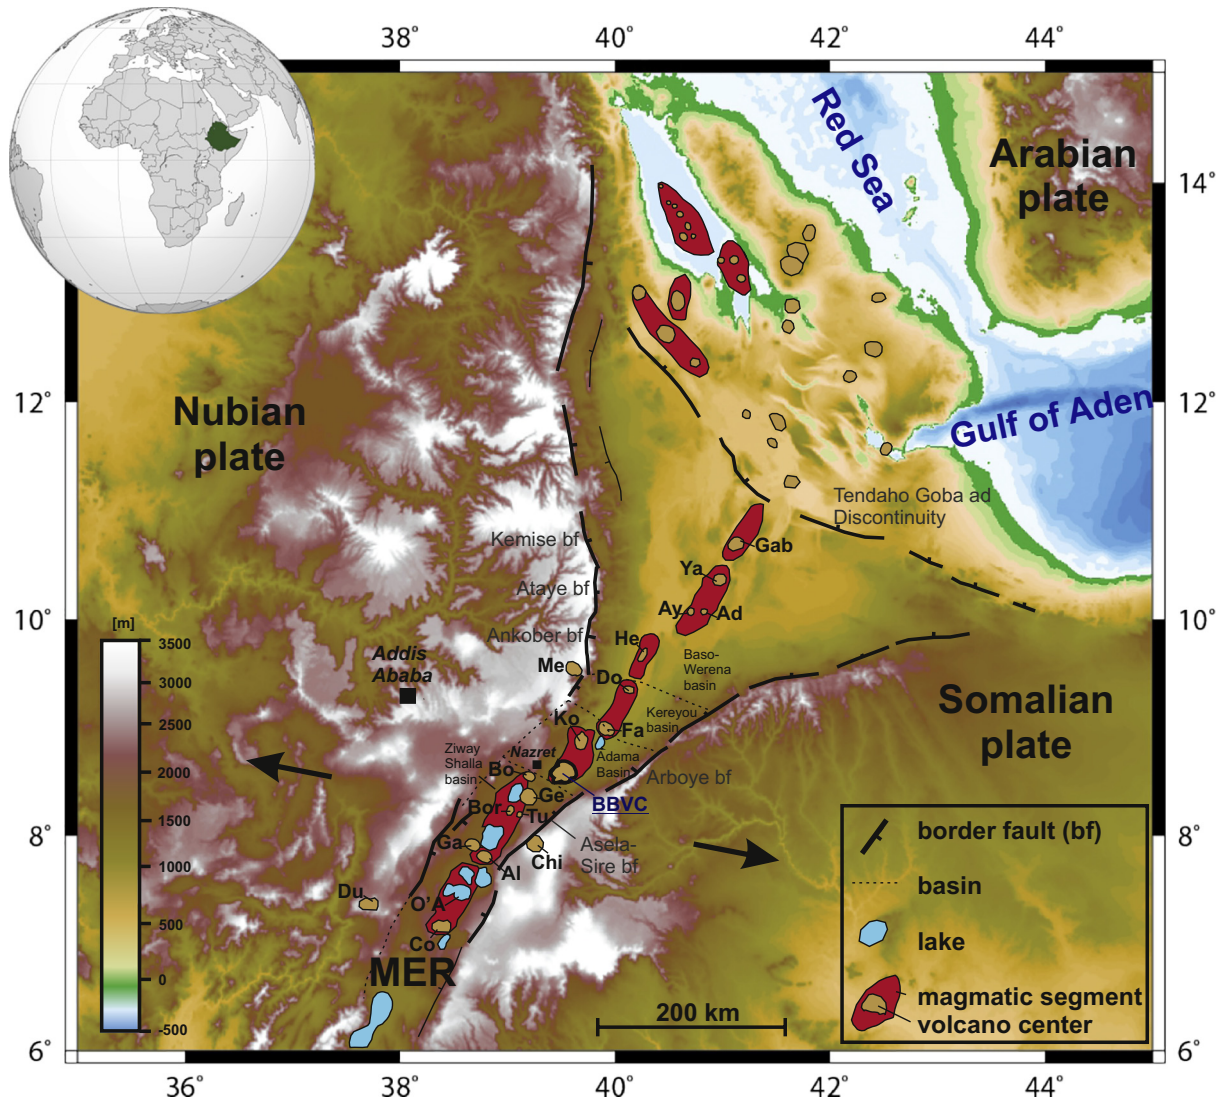 38°
40°
42°
44°
Red Sea
Arabian
plate
14°
12°
Nubian
plate
12°
Gulf of Aden
Tendaho Goba ad
Discontinuity
Kemise bf
Gab
Ya
Ataye bf
Ay
Ad
10°
10°
Ankober bf
He
[m]
3500
3000
2500
2000
1500
1000
500
0
-500
Addis
Ababa
Me
Baso-
Werena
basin
Do
Somalian
plate
Ko
Kereyou
basin
Fa
Ziway
Shalla
basin
Nazret
Adama
Basin
Arboye bf
Bo
BBVC
Ge
Bor
Tu
8°
8°
Ga
Asela-
Sire bf
Chi
Al
Du
O'A
Co
MER
200 km
border fault (bf)
basin
lake
magmatic segment
volcano center
6°
6°
36°
38°
40°
42°
44°